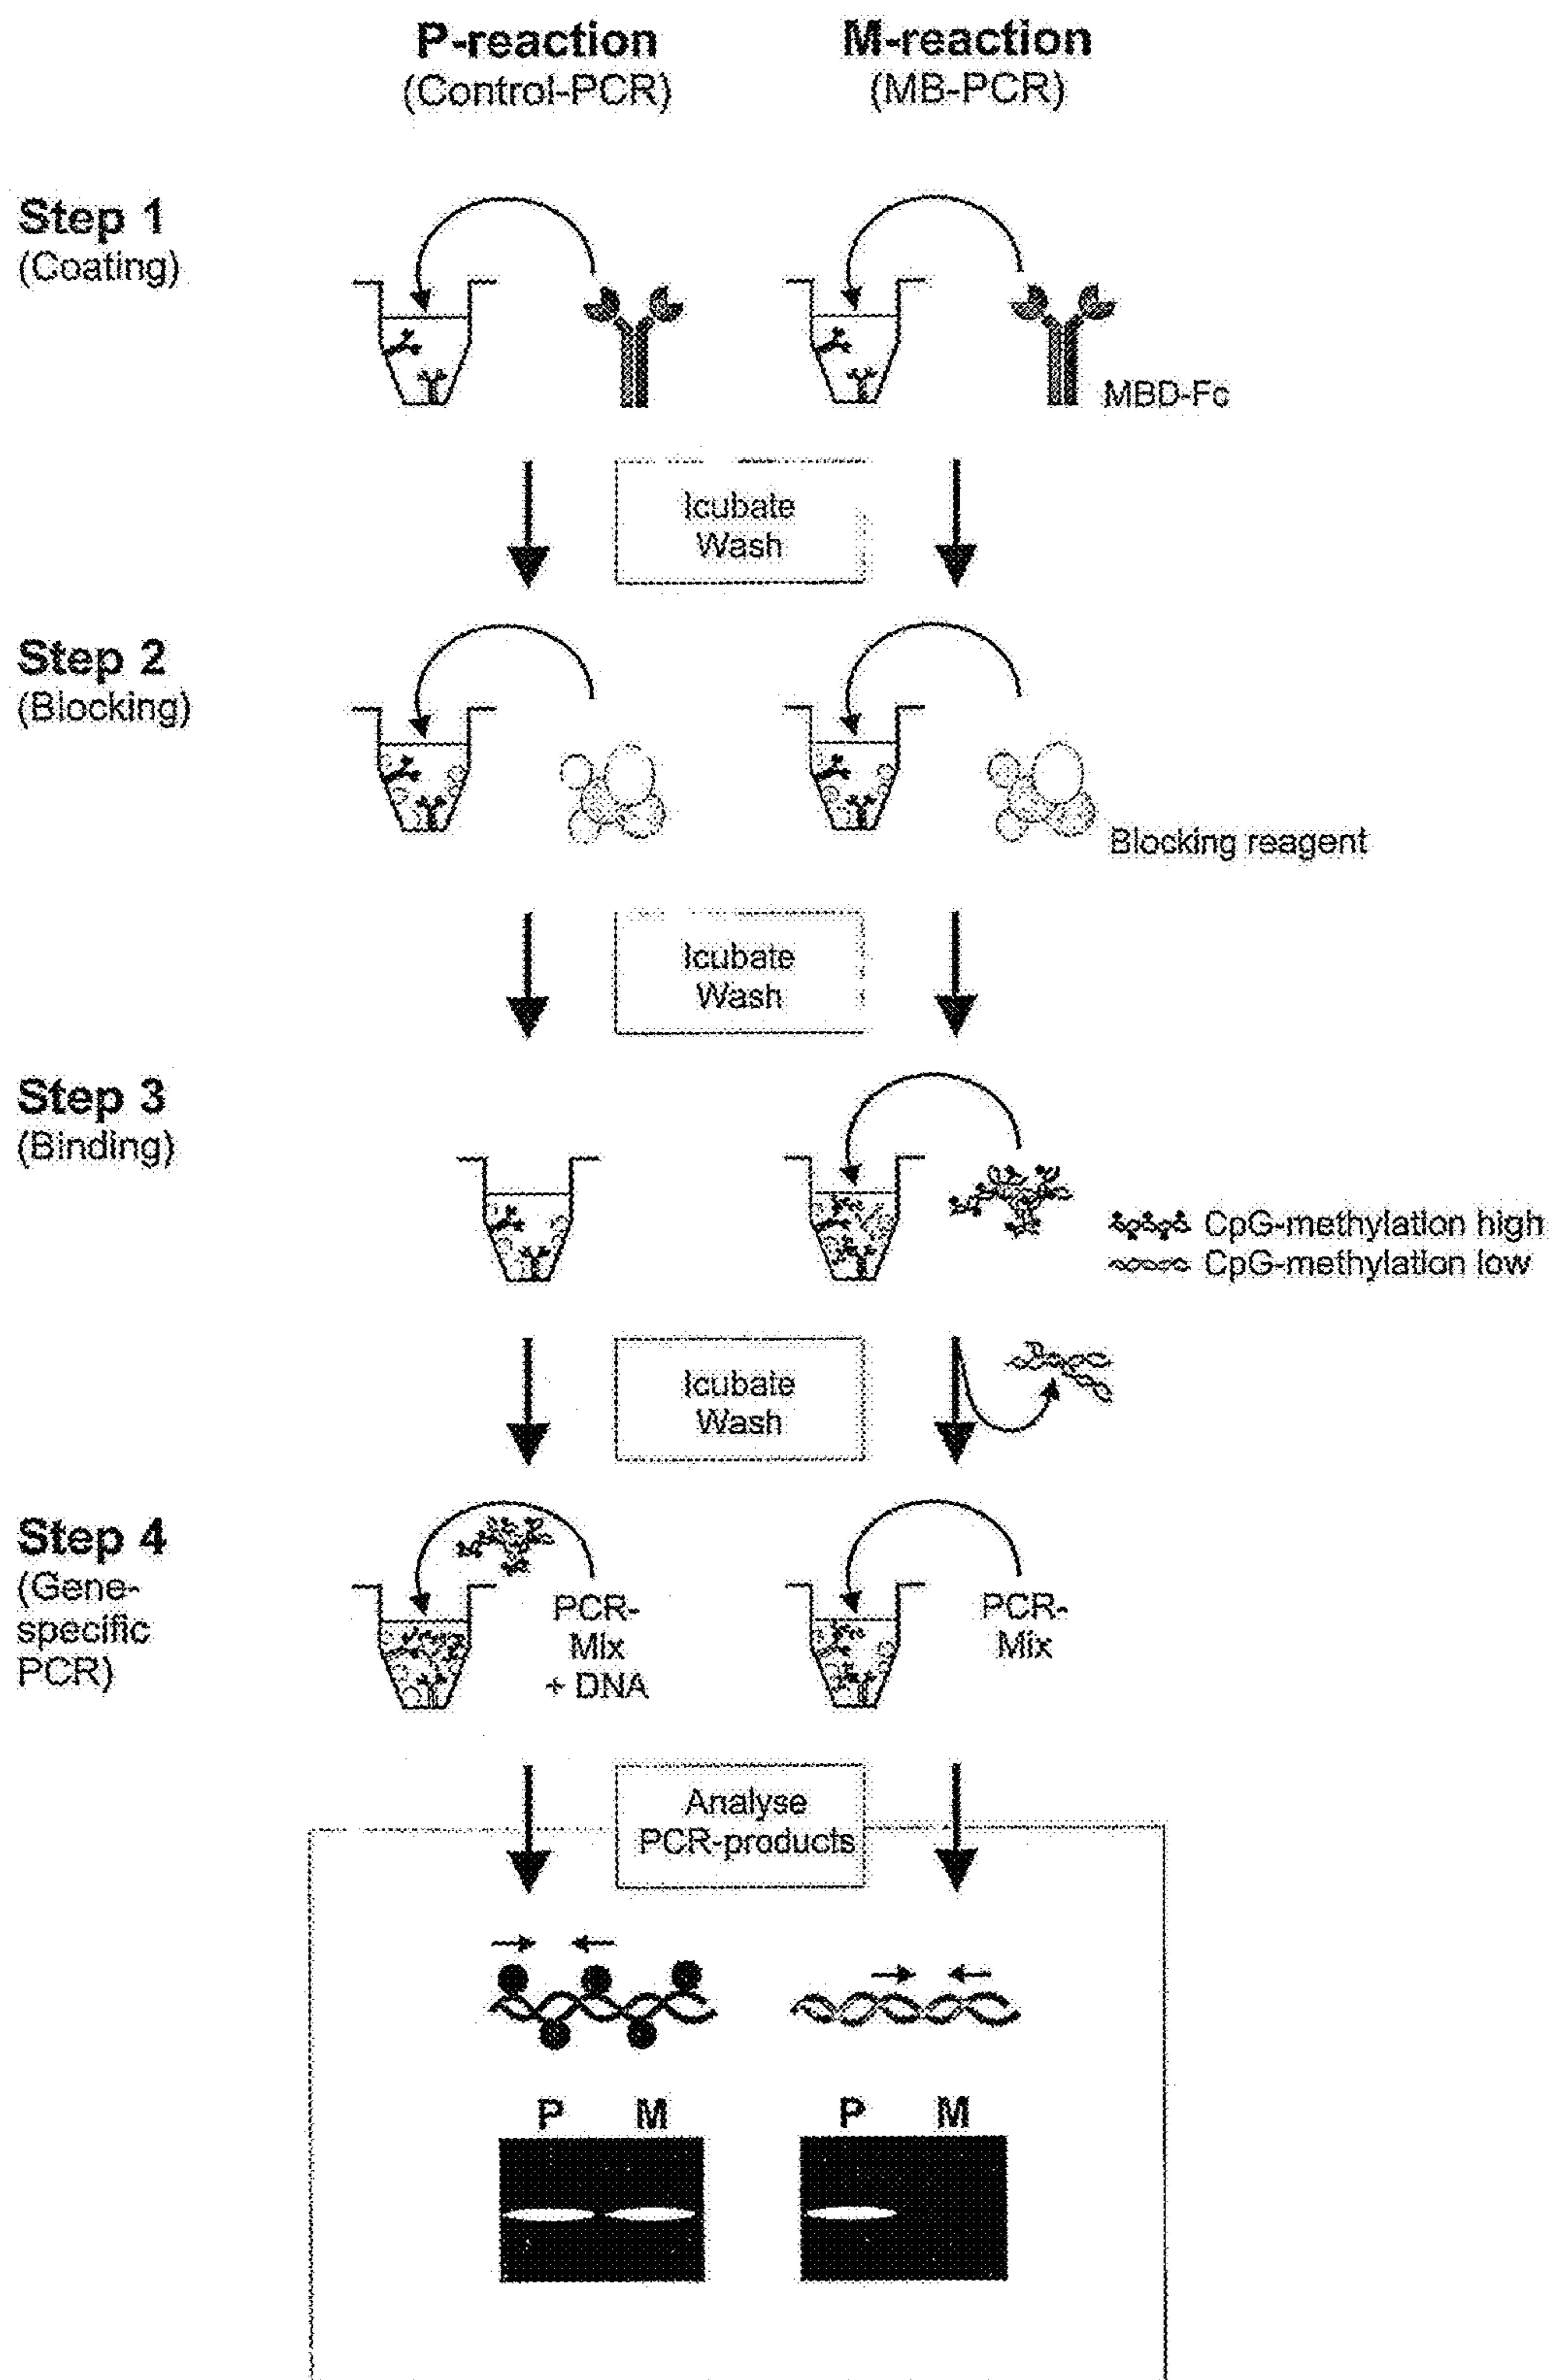 P-reaction
(Control-PCR)
M-reaction
(MB-PCR)
Step 1
(Coating)
MBD-Fc
Icubate
Wash
Step 2
(Blocking)
Blocking reagent
Icubate
Wash
Step 3
(Binding)
CpG-methylation high
CpG-methylation low
Icubate
Wash
Step 4
(Gene-
specific
PCR)
PCR-
Mix
+ DNA
PCR-
Mix
Analyse
PCR-products
P M
P M